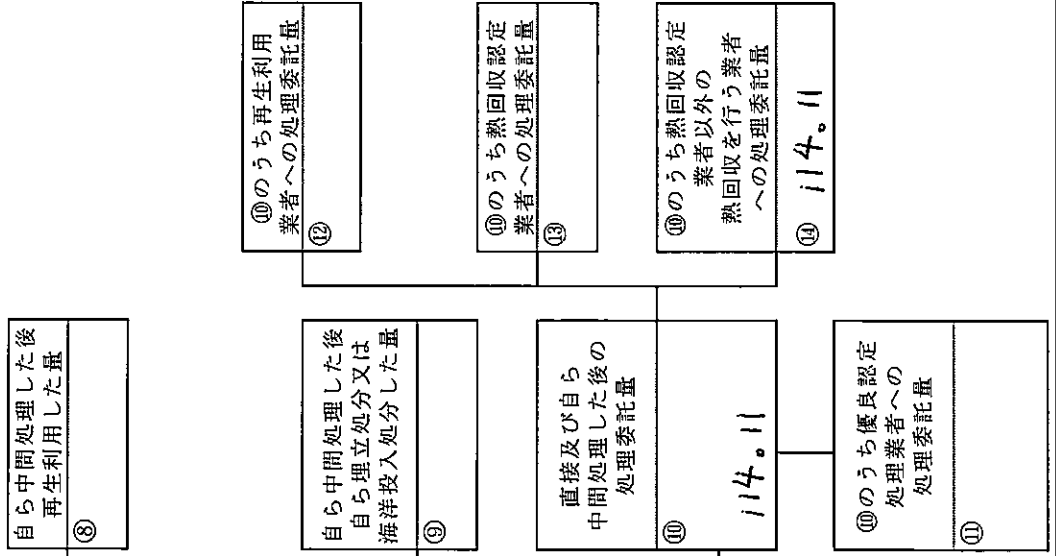 自ら中間処理した後
再生利用した量
⑧
自ら中間処理した後
自ら埋立処分又は
海洋投入処分した量
⑨
直接及び自ら
中間処理した後の
処理委託量
⑩ 114.11
⑩のうち優良認定
処理業者への
処理委託量
⑪
⑩のうち再生利用
業者への処理委託量
⑫
⑩のうち熱回収認定
業者への処理委託量
⑬
⑩のうち熱回収認定
業者以外の
熱回収を行う業者
への処理委託量
⑭ 114.11